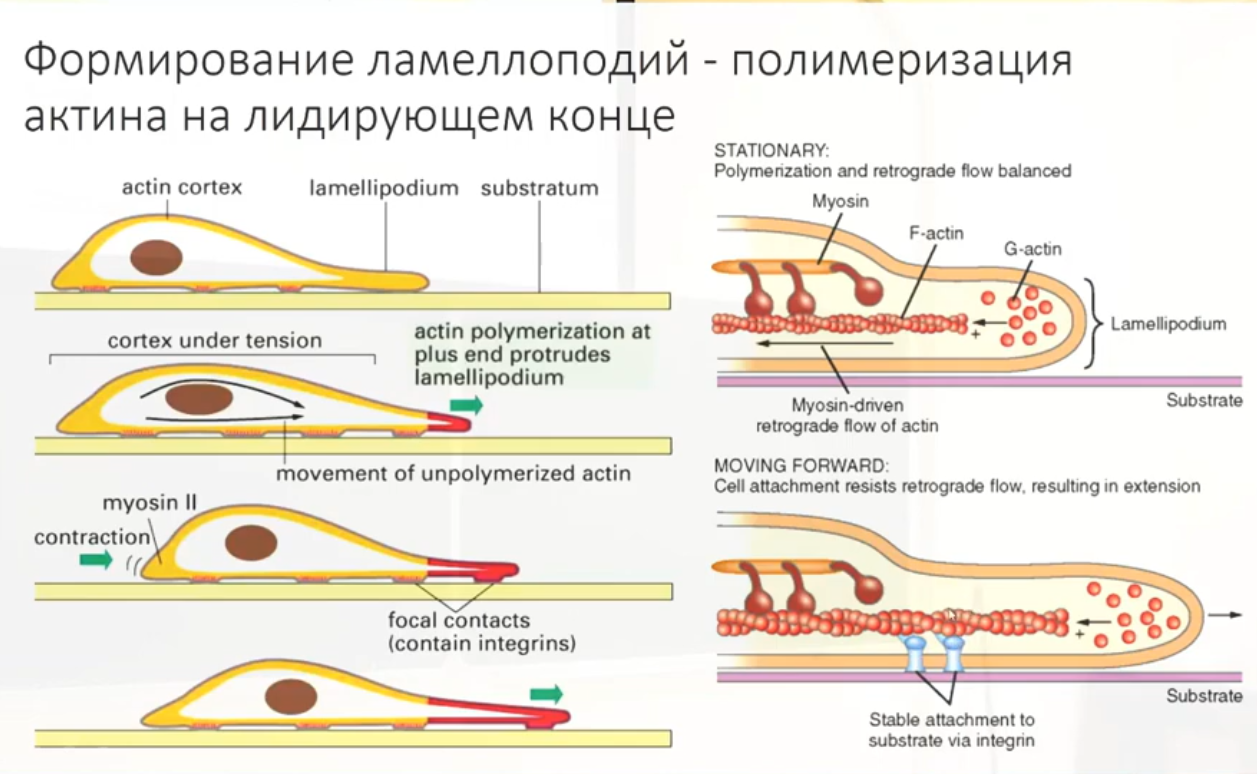 Формирование ламеллоподий - полимеризация
актина на лидирующем конце
actin cortex
lamellipodium
substratum
cortex under tension
actin polymerization at
plus end protrudes
lamellipodium
movement of unpolymerized actin
myosin II
contraction
focal contacts
(contain integrins)
STATIONARY:
Polymerization and retrograde flow balanced
Myosin
F-actin
G-actin
+
Lamellipodium
Substrate
Myosin-driven
retrograde flow of actin
MOVING FORWARD:
Cell attachment resists retrograde flow, resulting in extension
+
Substrate
Stable attachment to
substrate via integrin